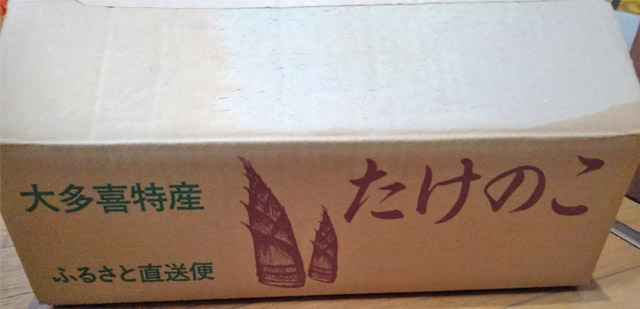 大多喜特産
ふるさと直送便
たけのこ